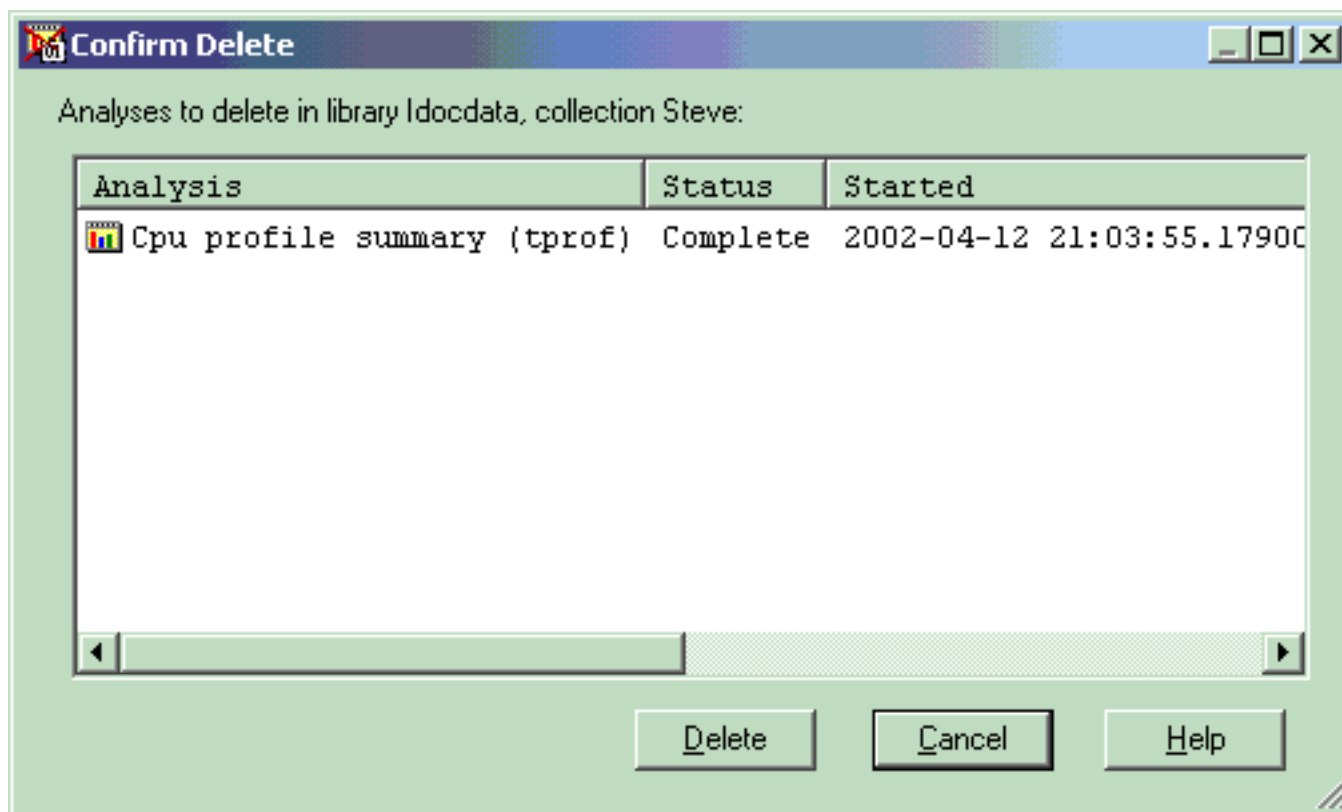 Confirm Delete
Analyses to delete in library ldocdata, collection Steve:
Analysis Status Started
Cpu profile summary (tprof) Complete 2002-04-12 21:03:55.17900
Delete Cancel Help